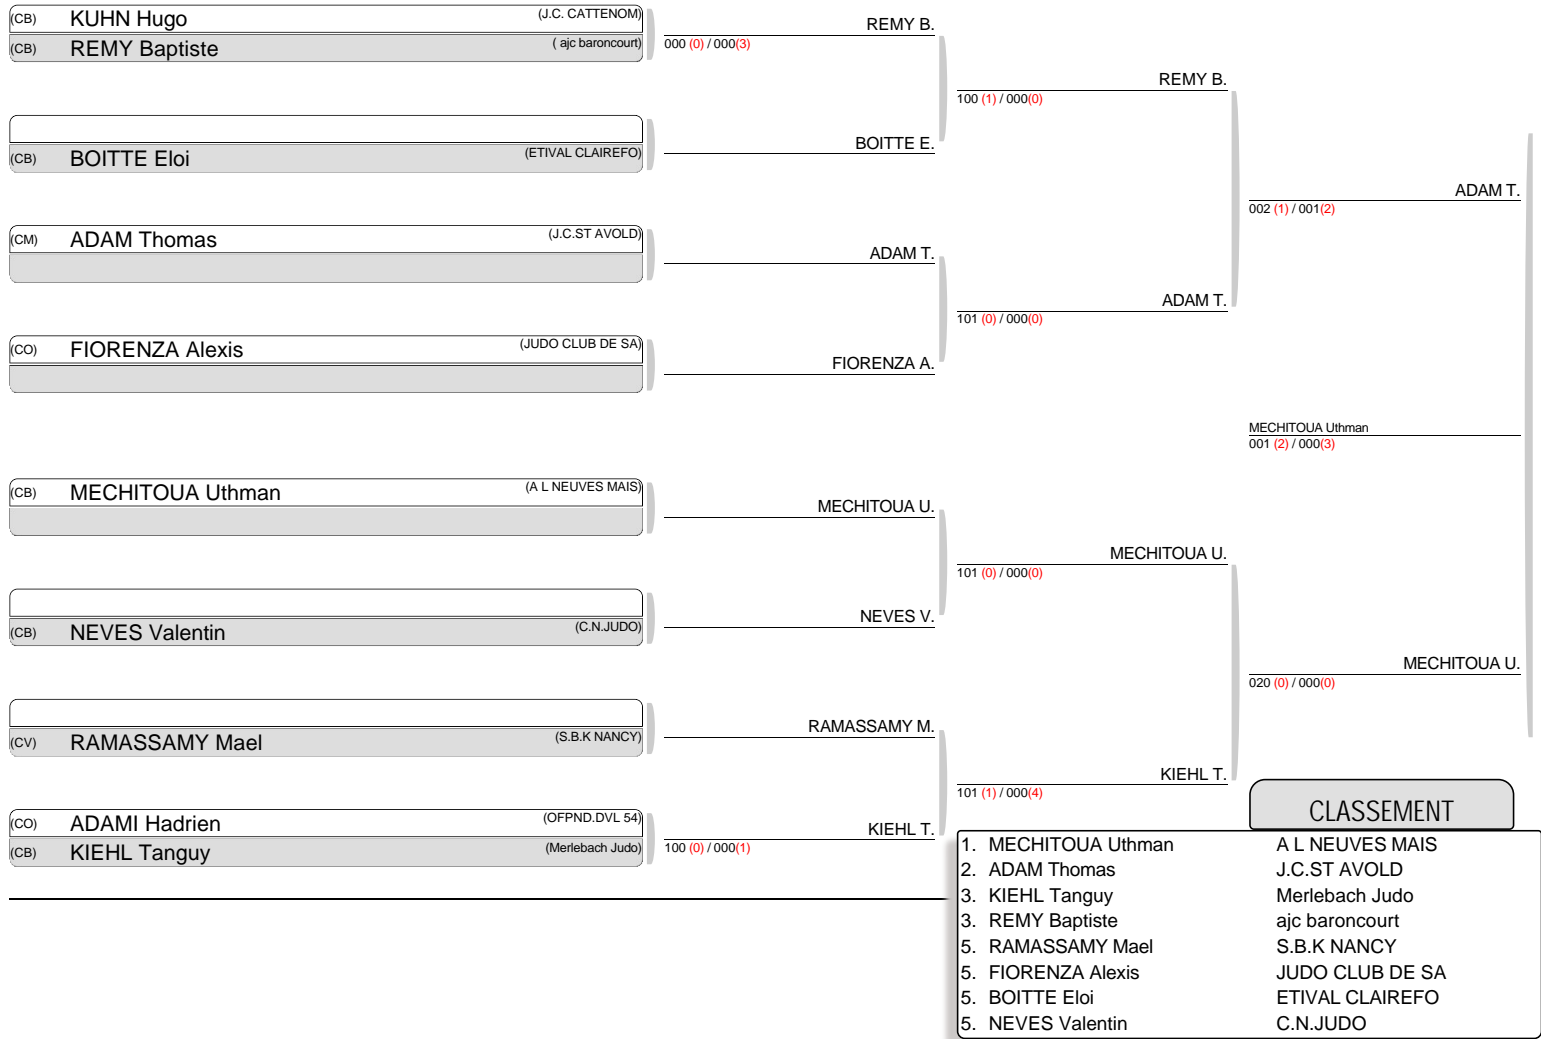 (CB) KUHN Hugo (J.C. CATTENOM)
(CB) REMY Baptiste ( ajc baroncourt)
(CB) BOITTE Eloi (ETIVAL CLAIREFO)
(CM) ADAM Thomas (J.C.ST AVOLD)
(CO) FIORENZA Alexis (JUDO CLUB DE SA)
(CB) MECHITOUA Uthman (A L NEUVES MAIS)
(CB) NEVES Valentin (C.N.JUDO)
(CV) RAMASSAMY Mael (S.B.K NANCY)
(CO) ADAMI Hadrien (OFPND.DVL 54)
(CB) KIEHL Tanguy (Merlebach Judo)
REMY B.
000 (0) / 000(3)
BOITTE E.
ADAM T.
FIORENZA A.
MECHITOUA U.
NEVES V.
RAMASSAMY M.
KIEHL T.
100 (0) / 000(1)
REMY B.
100 (1) / 000(0)
ADAM T.
101 (0) / 000(0)
MECHITOUA U.
101 (0) / 000(0)
KIEHL T.
101 (1) / 000(4)
ADAM T.
002 (1) / 001(2)
MECHITOUA Uthman
001 (2) / 000(3)
MECHITOUA U.
020 (0) / 000(0)
CLASSEMENT
1. MECHITOUA Uthman A L NEUVES MAIS
2. ADAM Thomas J.C.ST AVOLD
3. KIEHL Tanguy Merlebach Judo
3. REMY Baptiste ajc baroncourt
5. RAMASSAMY Mael S.B.K NANCY
5. FIORENZA Alexis JUDO CLUB DE SA
5. BOITTE Eloi ETIVAL CLAIREFO
5. NEVES Valentin C.N.JUDO